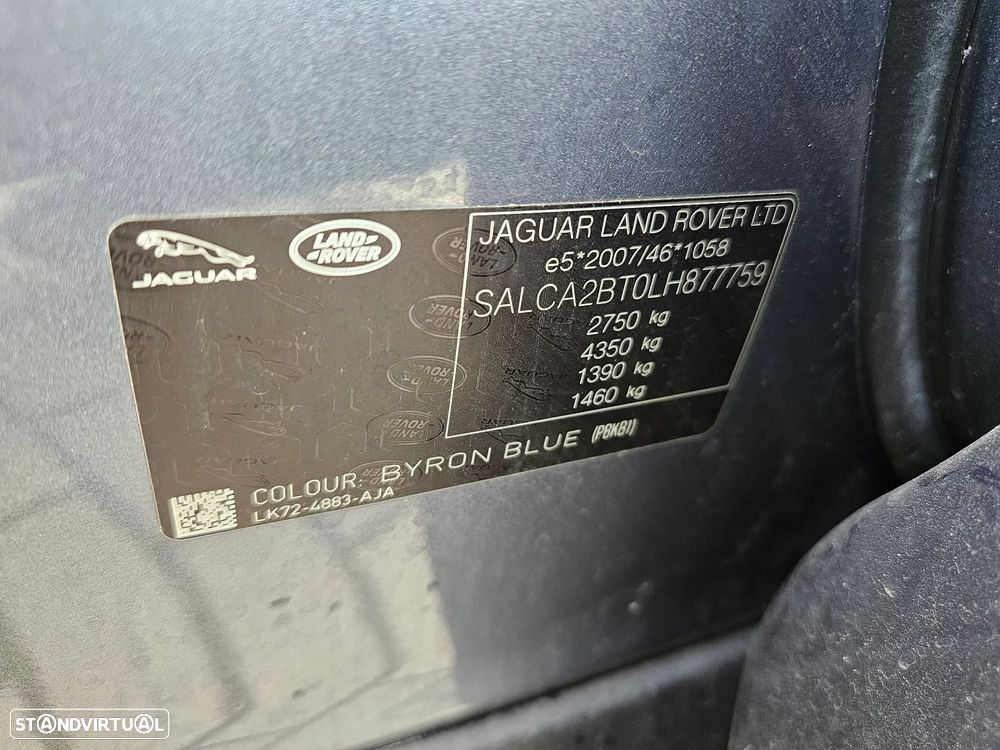 JAGUAR
LAND-
-ROVER
JAGUAR LAND ROVER LTD
e5*2007/46*1058
SALCA2BT0LH877759
2750 kg
4350 kg
1390 kg
1460 kg
COLOUR: BYRON BLUE (PBKB1)
LK72-4883-AJA
STANDVIRTUAL